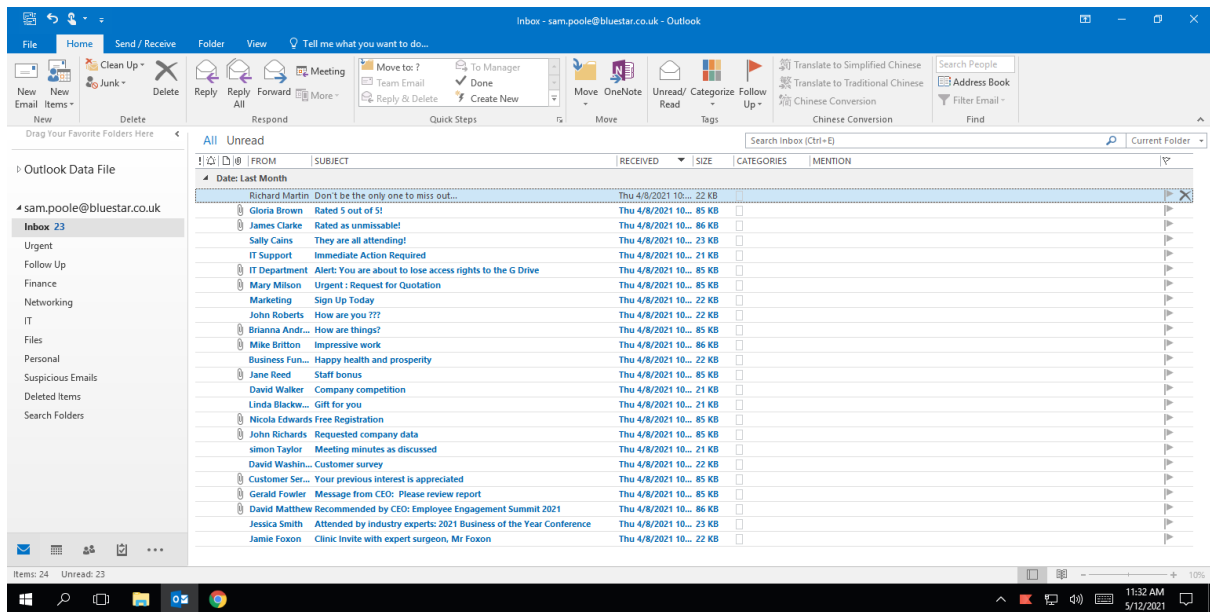 Inbox - sam.poole@bluestar.co.uk - Outlook
File Home Send / Receive Folder View Tell me what you want to do...
New Email
New Items
Clean Up
Junk
Delete
Reply
Reply All
Forward
Meeting
More
Move to: ?
Team Email
Reply & Delete
To Manager
Done
Create New
Move
OneNote
Unread/ Read
Categorize
Follow Up
Translate to Simplified Chinese
Translate to Traditional Chinese
Chinese Conversion
Search People
Address Book
Filter Email
New Delete Respond Quick Steps Move Tags Chinese Conversion Find
Drag Your Favorite Folders Here
Outlook Data File
sam.poole@bluestar.co.uk
Inbox 23
Urgent
Follow Up
Finance
Networking
IT
Files
Personal
Suspicious Emails
Deleted Items
Search Folders
All Unread
Search Inbox (Ctrl+E) Current Folder
! FROM SUBJECT RECEIVED SIZE CATEGORIES MENTION
Date: Last Month
Richard Martin Don't be the only one to miss out... Thu 4/8/2021 10:... 22 KB
Gloria Brown Rated 5 out of 5! Thu 4/8/2021 10... 85 KB
James Clarke Rated as unmissable! Thu 4/8/2021 10... 86 KB
Sally Cains They are all attending! Thu 4/8/2021 10... 23 KB
IT Support Immediate Action Required Thu 4/8/2021 10... 21 KB
IT Department Alert: You are about to lose access rights to the G Drive Thu 4/8/2021 10... 85 KB
Mary Milson Urgent : Request for Quotation Thu 4/8/2021 10... 85 KB
Marketing Sign Up Today Thu 4/8/2021 10... 22 KB
John Roberts How are you ??? Thu 4/8/2021 10... 22 KB
Brianna Andr... How are things? Thu 4/8/2021 10... 85 KB
Mike Britton Impressive work Thu 4/8/2021 10... 86 KB
Business Fun... Happy health and prosperity Thu 4/8/2021 10... 22 KB
Jane Reed Staff bonus Thu 4/8/2021 10... 85 KB
David Walker Company competition Thu 4/8/2021 10... 21 KB
Linda Blackw... Gift for you Thu 4/8/2021 10... 21 KB
Nicola Edwards Free Registration Thu 4/8/2021 10... 85 KB
John Richards Requested company data Thu 4/8/2021 10... 85 KB
simon Taylor Meeting minutes as discussed Thu 4/8/2021 10... 21 KB
David Washin... Customer survey Thu 4/8/2021 10... 22 KB
Customer Ser... Your previous interest is appreciated Thu 4/8/2021 10... 85 KB
Gerald Fowler Message from CEO: Please review report Thu 4/8/2021 10... 85 KB
David Matthew Recommended by CEO: Employee Engagement Summit 2021 Thu 4/8/2021 10... 86 KB
Jessica Smith Attended by industry experts: 2021 Business of the Year Conference Thu 4/8/2021 10... 23 KB
Jamie Foxon Clinic Invite with expert surgeon, Mr Foxon Thu 4/8/2021 10... 22 KB
Items: 24 Unread: 23 10%
11:32 AM
5/12/2021